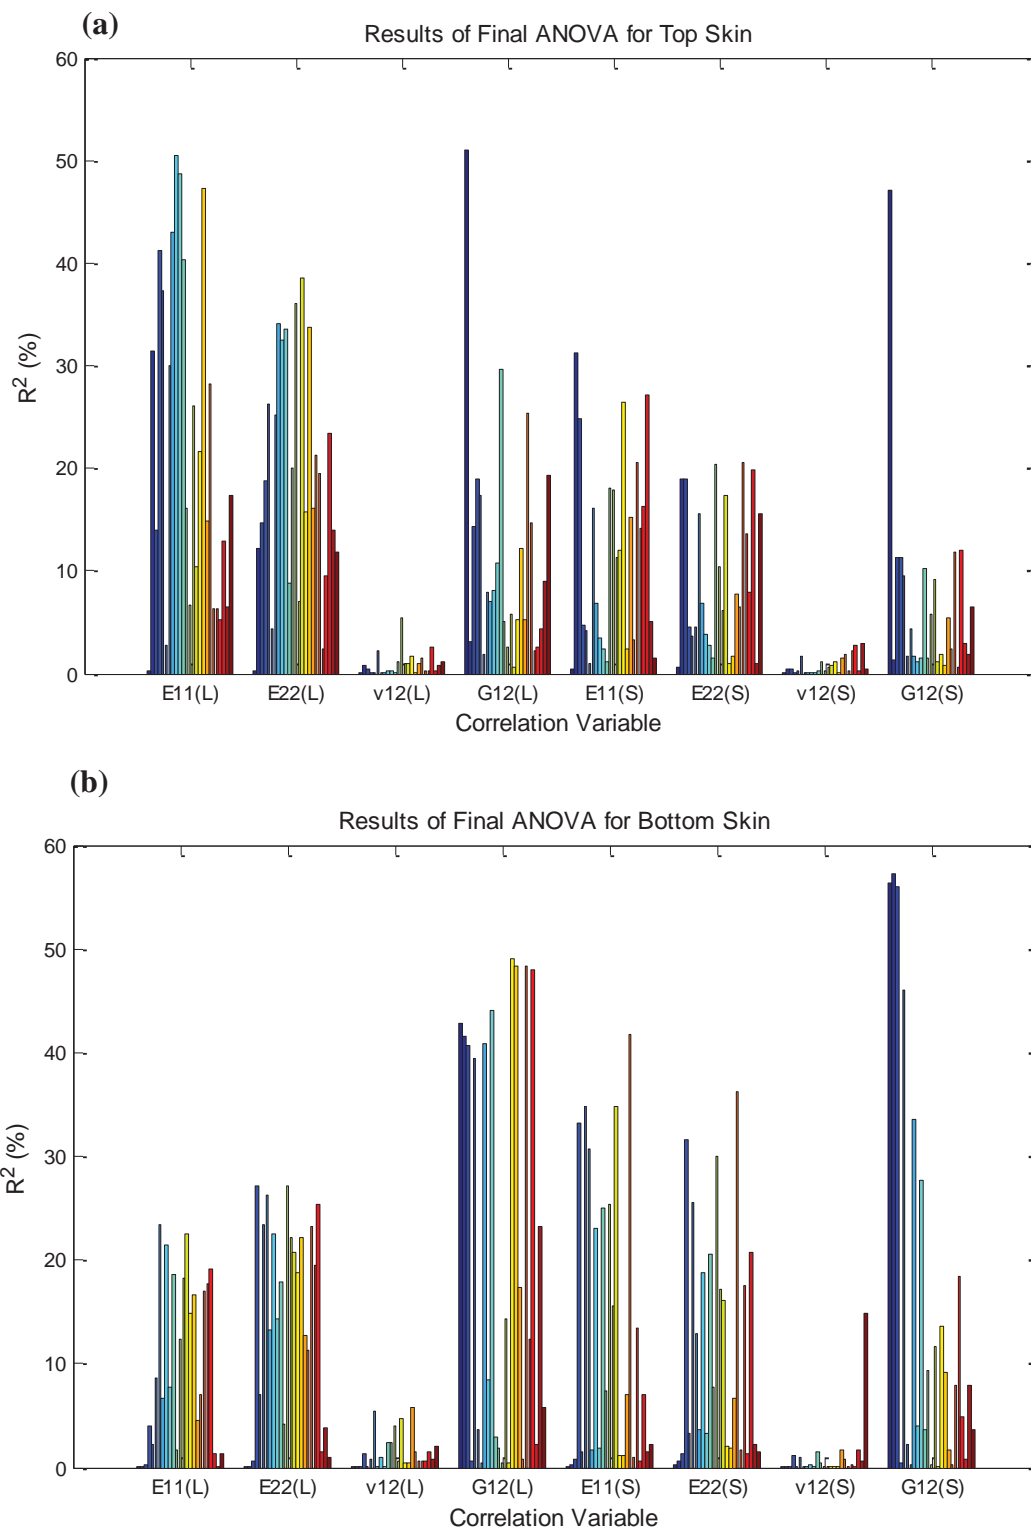 (a)
Results of Final ANOVA for Top Skin
60
50
40
30
20
10
0
R² (%)
E11(L) E22(L) v12(L) G12(L) E11(S) E22(S) v12(S) G12(S)
Correlation Variable
(b)
Results of Final ANOVA for Bottom Skin
60
50
40
30
20
10
0
R² (%)
E11(L) E22(L) v12(L) G12(L) E11(S) E22(S) v12(S) G12(S)
Correlation Variable